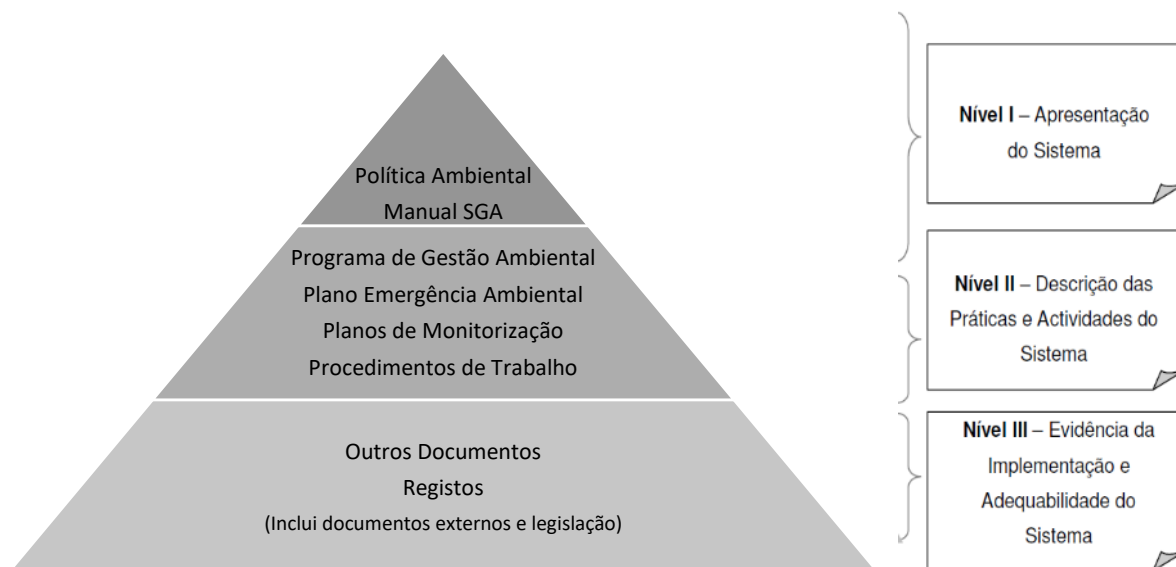 Política Ambiental
Manual SGA
Programa de Gestão Ambiental
Plano Emergência Ambiental
Planos de Monitorização
Procedimentos de Trabalho
Outros Documentos
Registos
(Inclui documentos externos e legislação)
Nível I – Apresentação
do Sistema
Nível II – Descrição das
Práticas e Actividades do
Sistema
Nível III – Evidência da
Implementação e
Adequabilidade do
Sistema